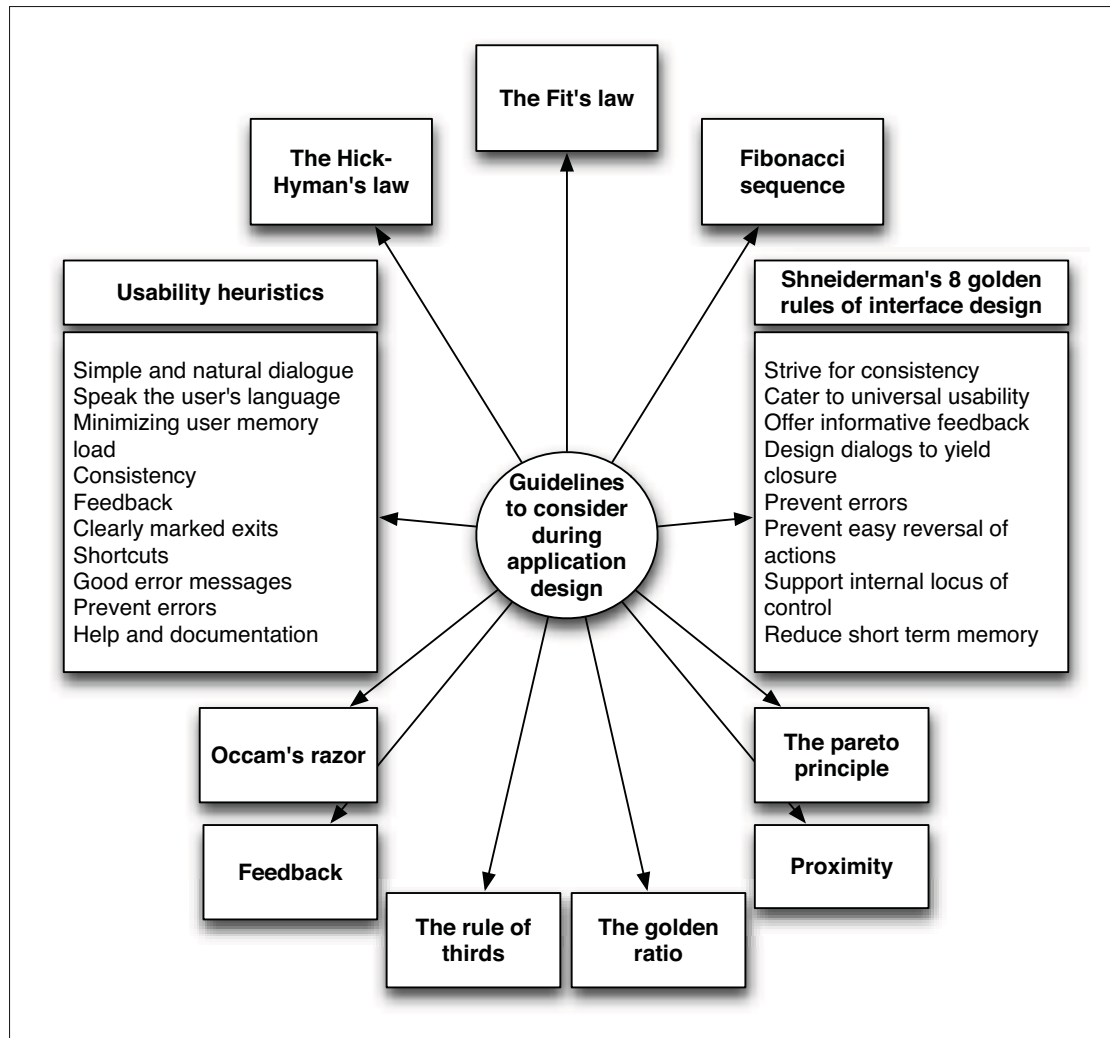 The Fit's law
The Hick-
Hyman's law
Fibonacci
sequence
Usability heuristics
Simple and natural dialogue
Speak the user's language
Minimizing user memory
load
Consistency
Feedback
Clearly marked exits
Shortcuts
Good error messages
Prevent errors
Help and documentation
Shneiderman's 8 golden
rules of interface design
Strive for consistency
Cater to universal usability
Offer informative feedback
Design dialogs to yield
closure
Prevent errors
Prevent easy reversal of
actions
Support internal locus of
control
Reduce short term memory
Guidelines
to consider
during
application
design
Occam's razor
The pareto
principle
Feedback
Proximity
The rule of
thirds
The golden
ratio